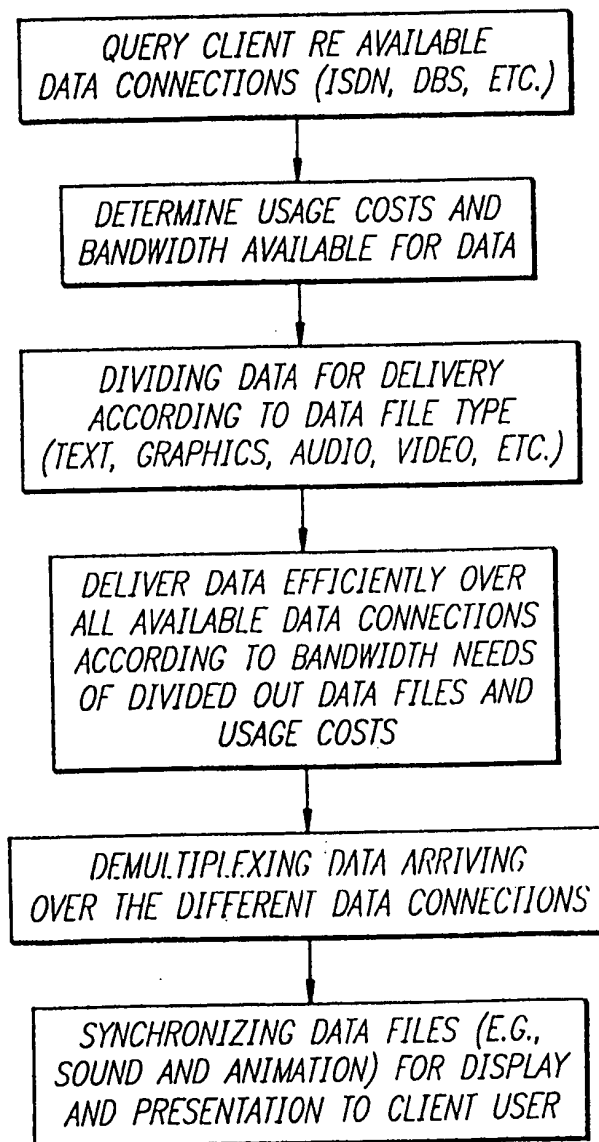 QUERY CLIENT RE AVAILABLE
DATA CONNECTIONS (ISDN, DBS, ETC.)
DETERMINE USAGE COSTS AND
BANDWIDTH AVAILABLE FOR DATA
DIVIDING DATA FOR DELIVERY
ACCORDING TO DATA FILE TYPE
(TEXT, GRAPHICS, AUDIO, VIDEO, ETC.)
DELIVER DATA EFFICIENTLY OVER
ALL AVAILABLE DATA CONNECTIONS
ACCORDING TO BANDWIDTH NEEDS
OF DIVIDED OUT DATA FILES AND
USAGE COSTS
DEMULTIPLEXING DATA ARRIVING
OVER THE DIFFERENT DATA CONNECTIONS
SYNCHRONIZING DATA FILES (E.G.,
SOUND AND ANIMATION) FOR DISPLAY
AND PRESENTATION TO CLIENT USER